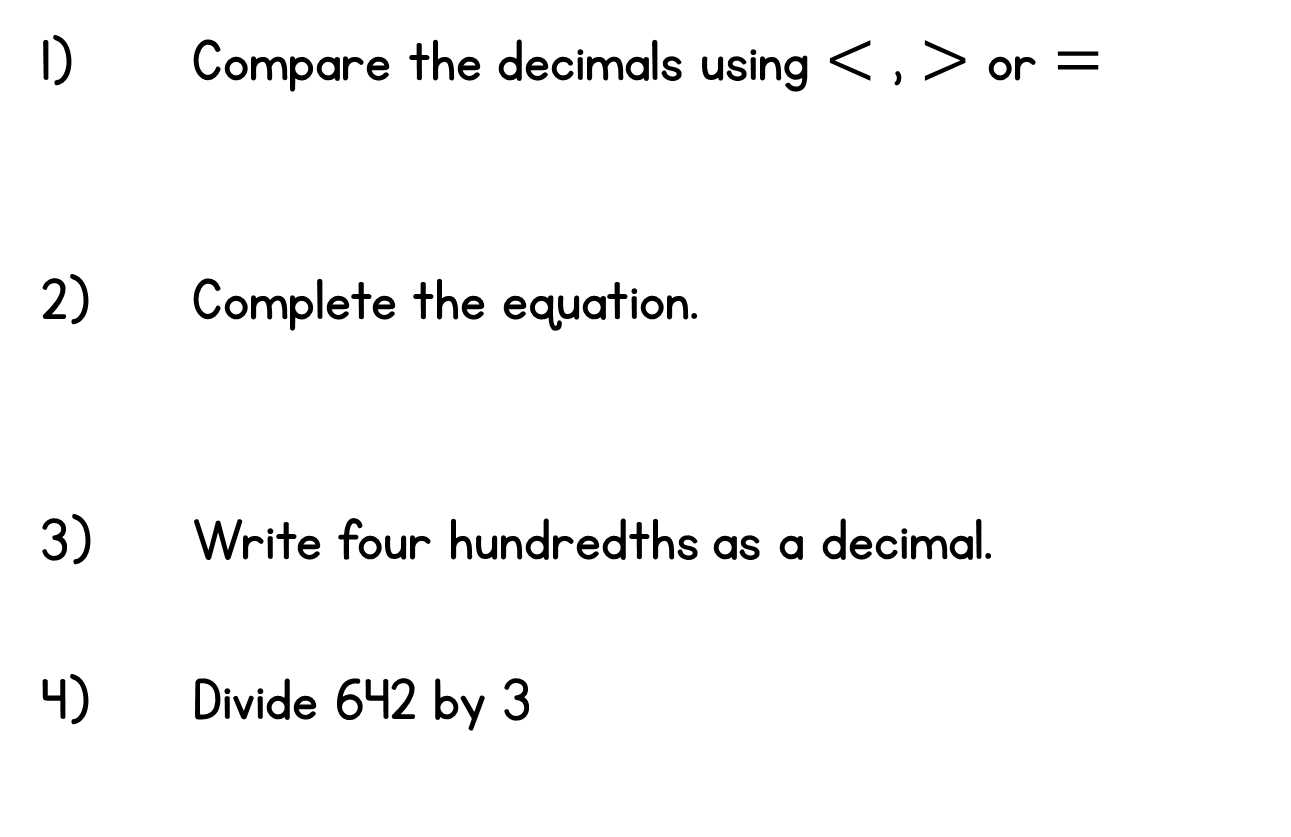 1) Compare the decimals using < , > or =
2) Complete the equation.
3) Write four hundredths as a decimal.
4) Divide 642 by 3